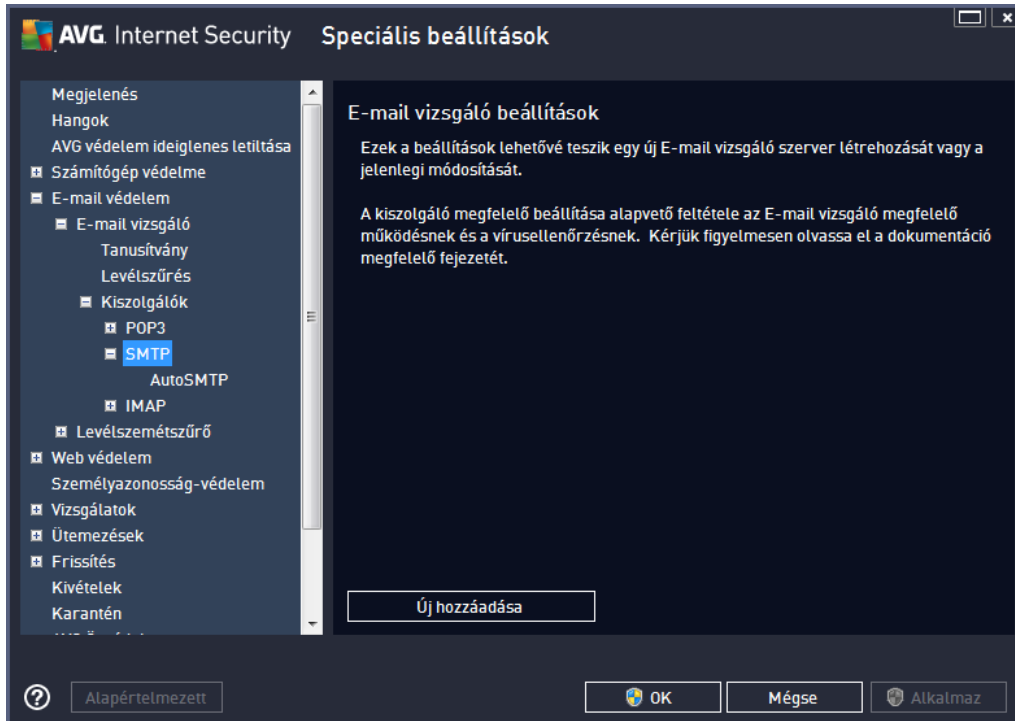 AVG. Internet Security Speciális beállítások
Megjelenés
Hangok
AVG védelem ideiglenes letiltása
Számítógép védelme
E-mail védelem
E-mail vizsgáló
Tanusítvány
Levélszűrés
Kiszolgálók
POP3
SMTP
AutoSMTP
IMAP
Levélszemétszűrő
Web védelem
Személyazonosság-védelem
Vizsgálatok
Ütemezések
Frissítés
Kivételek
Karantén
E-mail vizsgáló beállítások
Ezek a beállítások lehetővé teszik egy új E-mail vizsgáló szerver létrehozását vagy a
jelenlegi módosítását.
A kiszolgáló megfelelő beállítása alapvető feltétele az E-mail vizsgáló megfelelő
működésnek és a vírusellenőrzésnek. Kérjük figyelmesen olvassa el a dokumentáció
megfelelő fejezetét.
Új hozzáadása
? Alapértelmezett
OK
Mégse
Alkalmaz